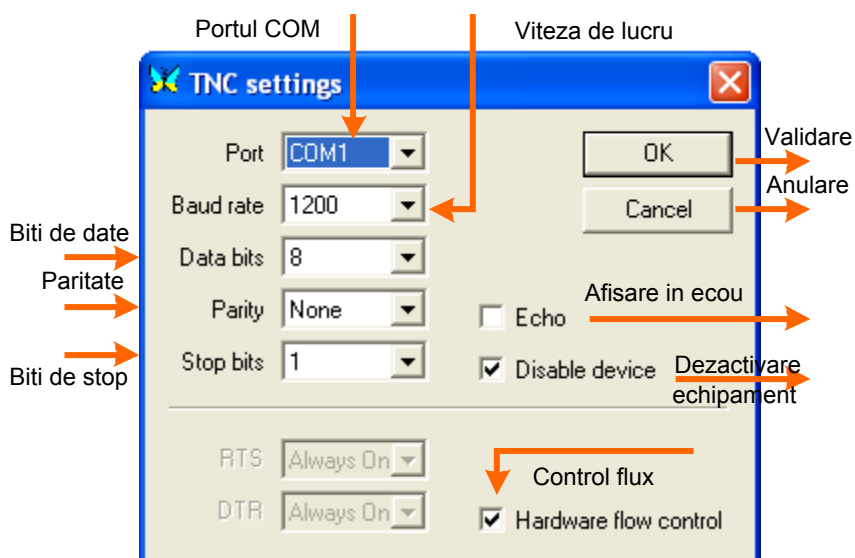 Portul COM
Viteza de lucru
TNC settings
Port COM1
OK
Validare
Baud rate 1200
Cancel
Anulare
Biti de date
Data bits 8
Paritate
Parity None
Echo
Afisare in ecou
Biti de stop
Stop bits 1
Disable device
Dezactivare
echipament
RTS Always On
Control flux
DTR Always On
Hardware flow control